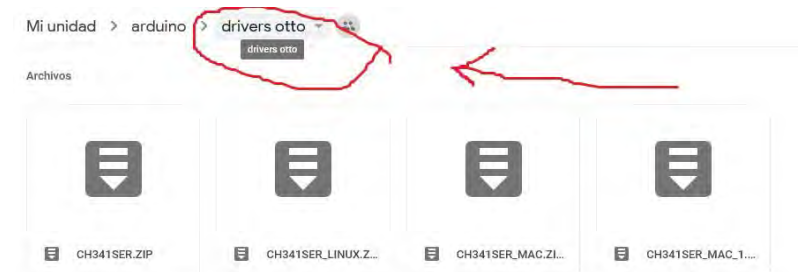 Mi unidad > arduino > drivers otto
drivers otto
Archivos
CH341SER.ZIP
CH341SER_LINUX.Z...
CH341SER_MAC.ZI...
CH341SER_MAC_1....